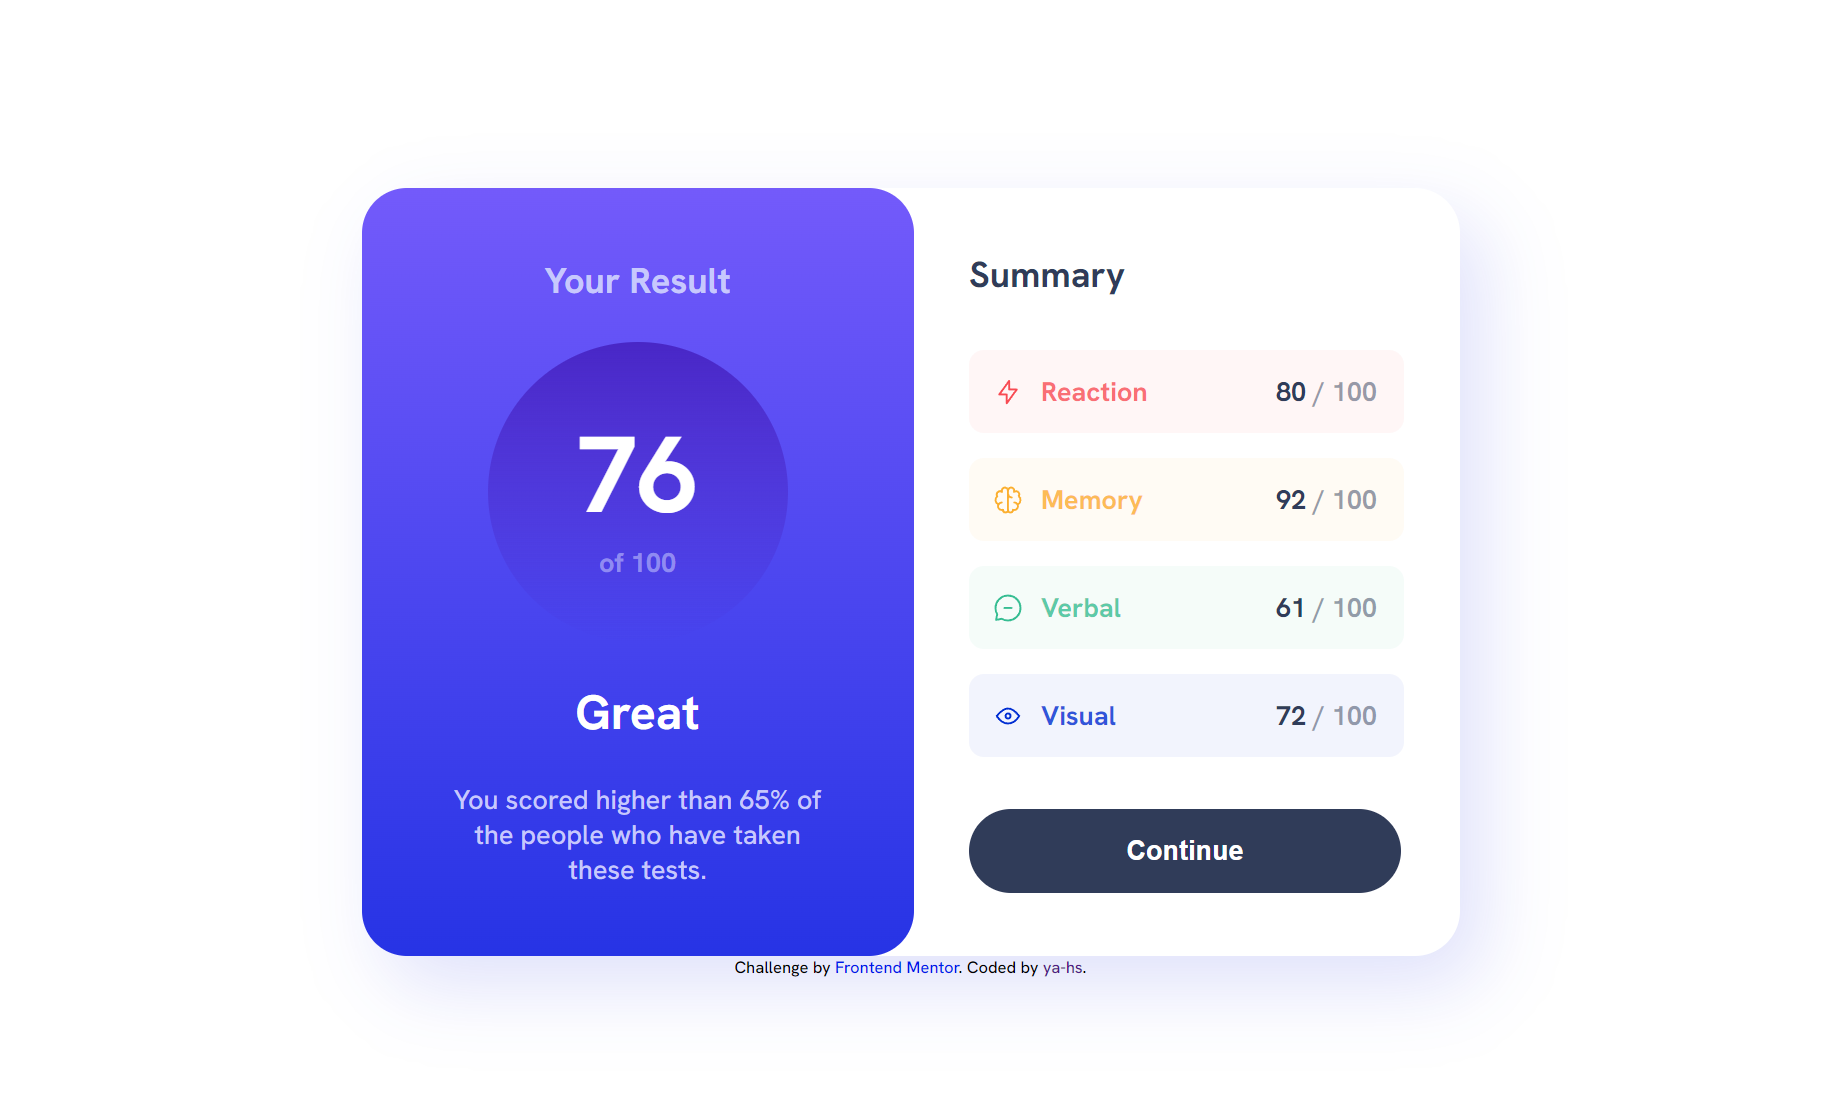 Your Result
76
of 100
Great
You scored higher than 65% of
the people who have taken
these tests.
Summary
Reaction 80 / 100
Memory 92 / 100
Verbal 61 / 100
Visual 72 / 100
Continue
Challenge by Frontend Mentor. Coded by ya-hs.